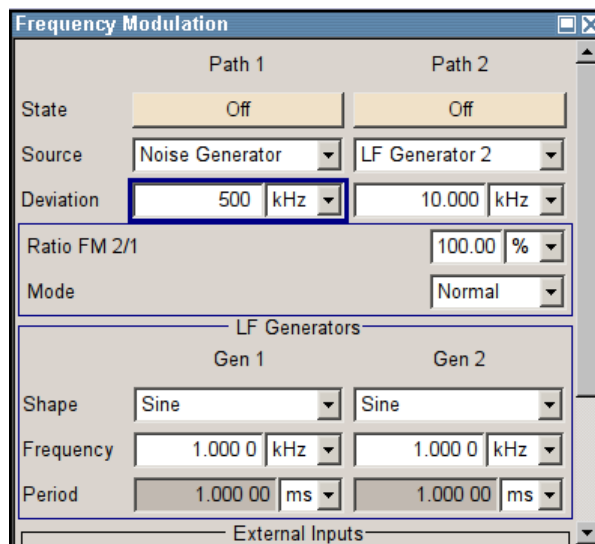 Frequency Modulation
Path 1 Path 2
State Off Off
Source Noise Generator LF Generator 2
Deviation 500 kHz 10.000 kHz
Ratio FM 2/1 100.00 %
Mode Normal
LF Generators
Gen 1 Gen 2
Shape Sine Sine
Frequency 1.000 0 kHz 1.000 0 kHz
Period 1.000 00 ms 1.000 00 ms
External Inputs